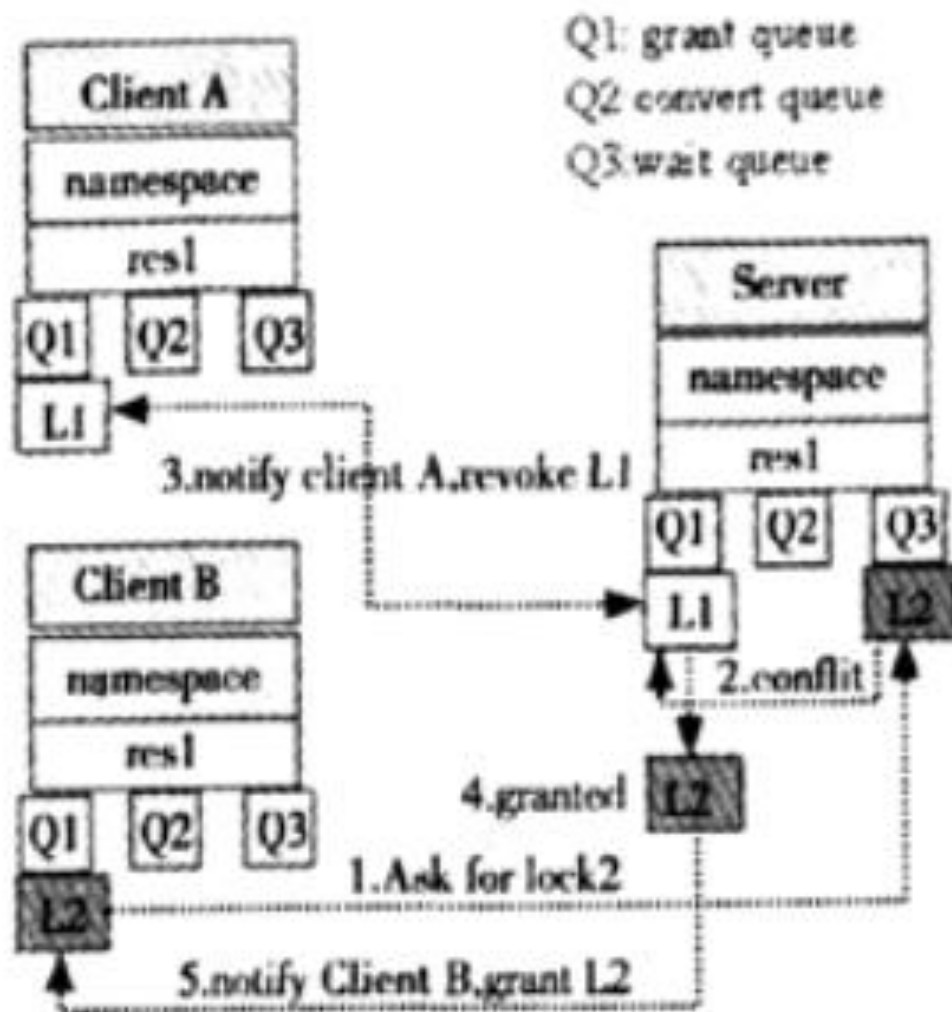 Q1: grant queue
Q2 convert queue
Q3.wait queue
Client A
namespace
res1
Q1 Q2 Q3
L1
Server
namespace
res1
Q1 Q2 Q3
L1 L2
3.notify client A,revoke L1
2.conflit
4.granted L2
Client B
namespace
res1
Q1 Q2 Q3
L2
1.Ask for lock2
5.notify Client B,grant L2